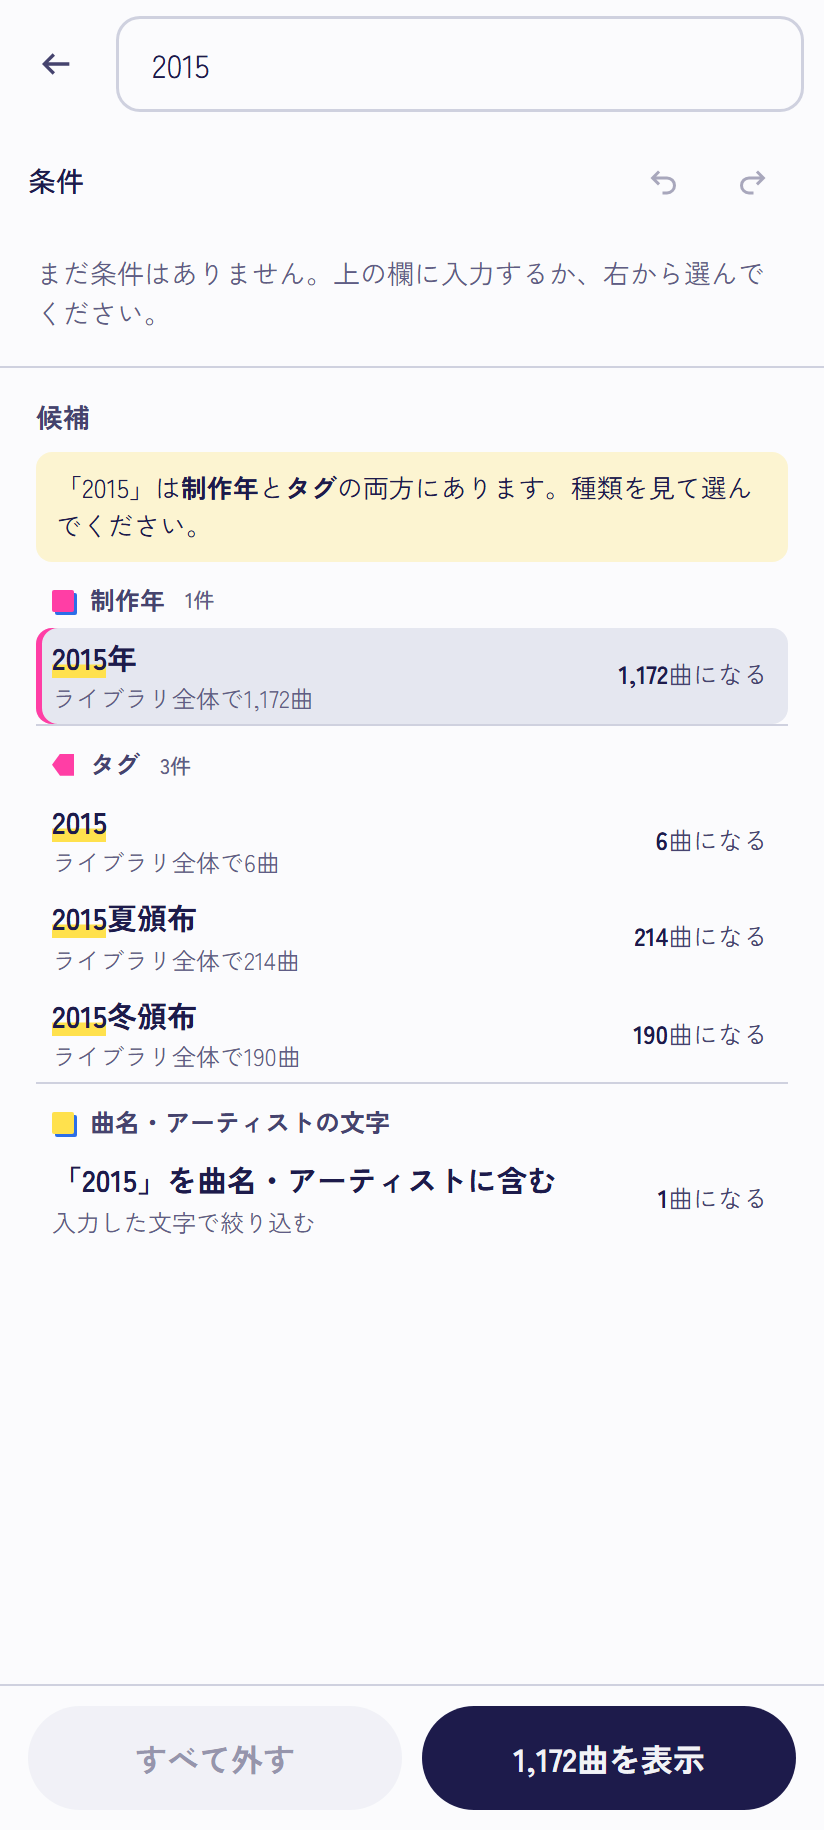 2015
条件
まだ条件はありません。上の欄に入力するか、右から選んで
ください。
候補
「2015」は制作年とタグの両方にあります。種類を見て選ん
でください。
制作年 1件
2015年
ライブラリ全体で1,172曲
1,172曲になる
タグ 3件
2015
ライブラリ全体で6曲
6曲になる
2015夏頒布
ライブラリ全体で214曲
214曲になる
2015冬頒布
ライブラリ全体で190曲
190曲になる
曲名・アーティストの文字
「2015」を曲名・アーティストに含む
入力した文字で絞り込む
1曲になる
すべて外す
1,172曲を表示